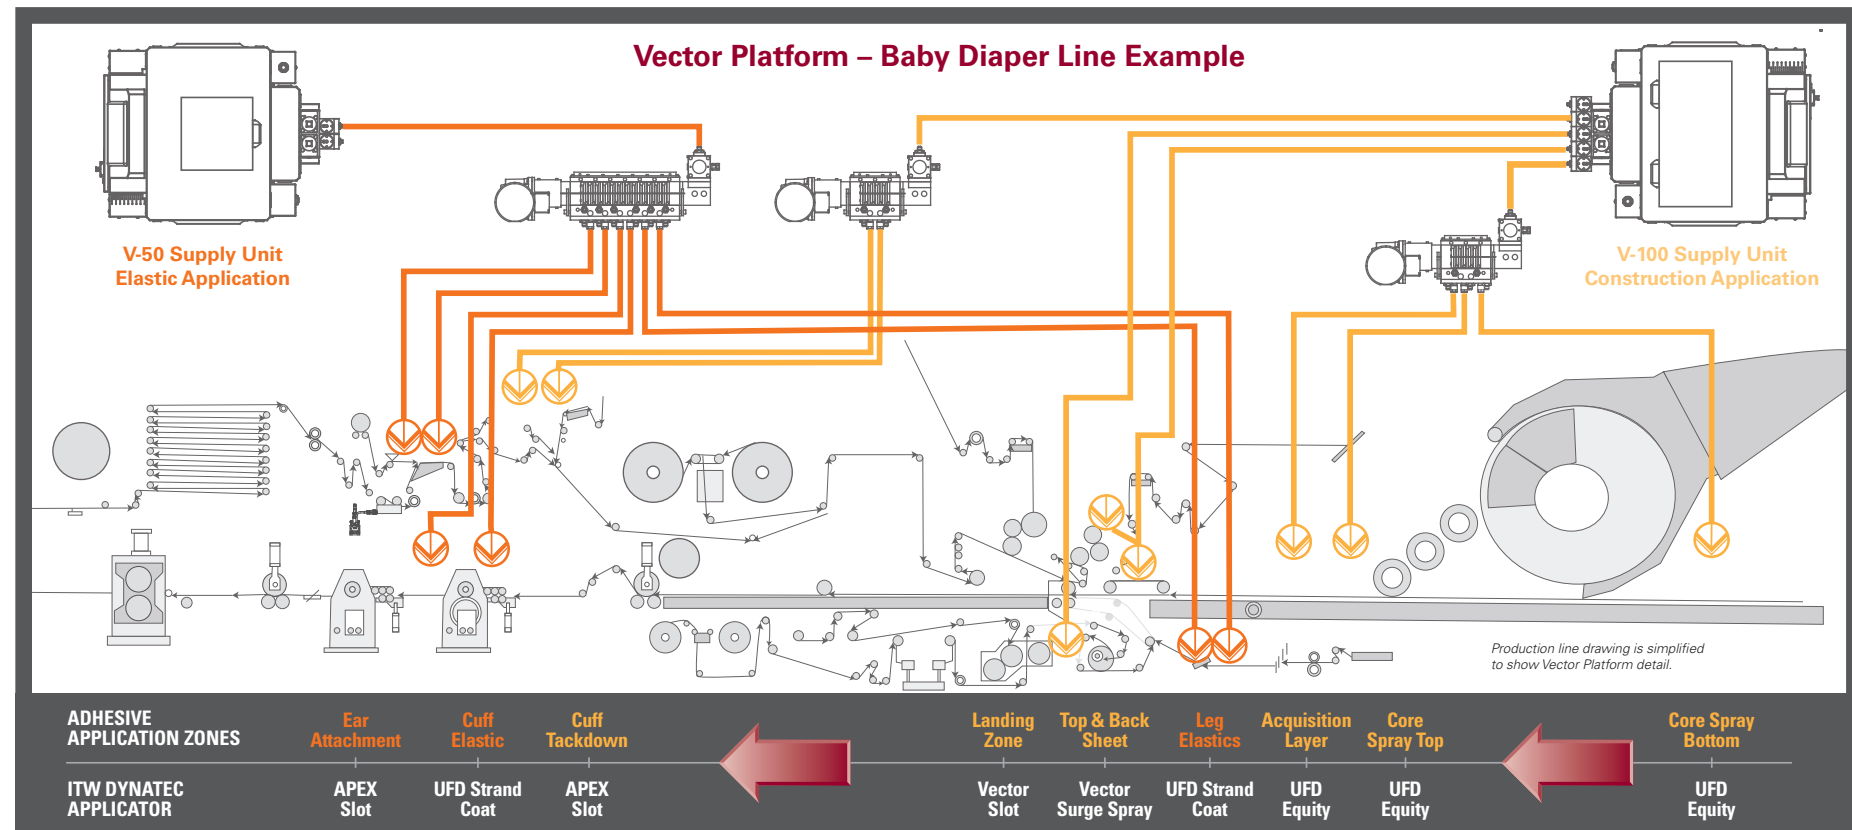 Vector Platform – Baby Diaper Line Example
V-50 Supply Unit
Elastic Application
V-100 Supply Unit
Construction Application
Production line drawing is simplified
to show Vector Platform detail.
ADHESIVE
APPLICATION ZONES
Ear
Attachment
Cuff
Elastic
Cuff
Tackdown
Landing
Zone
Top & Back
Sheet
Leg
Elastics
Acquisition
Layer
Core
Spray Top
Core Spray
Bottom
ITW DYNATEC
APPLICATOR
APEX
Slot
UFD Strand
Coat
APEX
Slot
Vector
Slot
Vector
Surge Spray
UFD Strand
Coat
UFD
Equity
UFD
Equity
UFD
Equity